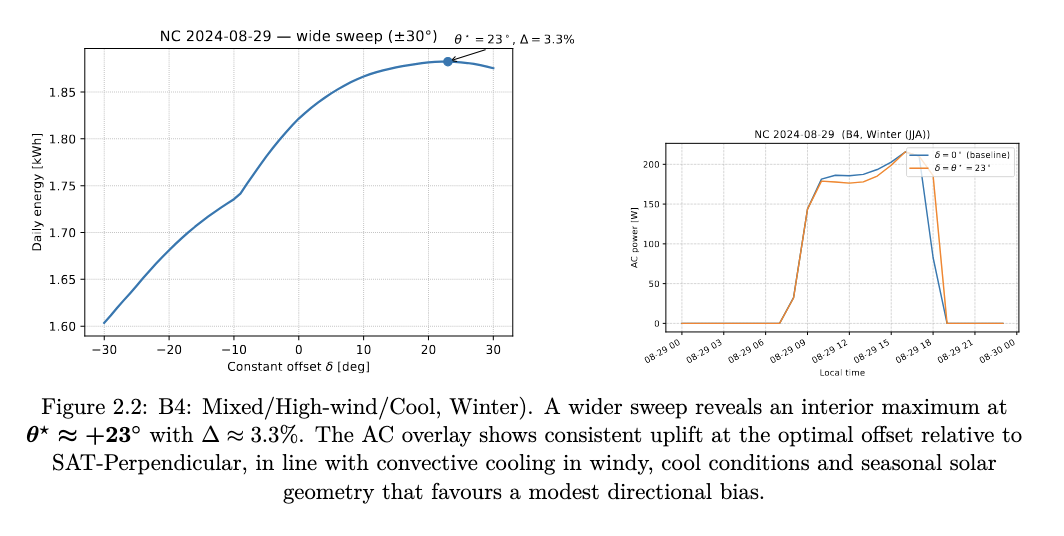 NC 2024-08-29 — wide sweep (±30°)
θ* = 23°, Δ = 3.3%
Daily energy [kWh]
1.85
1.80
1.75
1.70
1.65
1.60
−30 −20 −10 0 10 20 30
Constant offset δ [deg]
NC 2024-08-29 (B4, Winter (JJA))
δ = 0° (baseline)
δ = θ* = 23°
AC power [W]
200
150
100
50
0
08-29 00 08-29 03 08-29 06 08-29 09 08-29 12 08-29 15 08-29 18 08-29 21 08-30 00
Local time
Figure 2.2: B4: Mixed/High-wind/Cool, Winter). A wider sweep reveals an interior maximum at
θ* ≈ +23° with Δ ≈ 3.3%. The AC overlay shows consistent uplift at the optimal offset relative to
SAT-Perpendicular, in line with convective cooling in windy, cool conditions and seasonal solar
geometry that favours a modest directional bias.